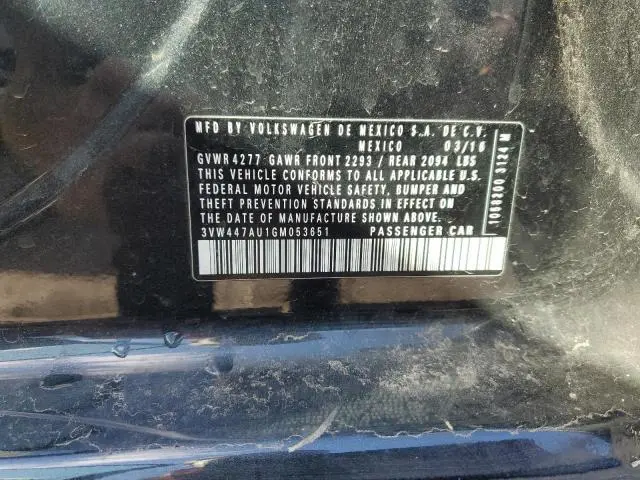 MFD BY VOLKSWAGEN DE MEXICO S.A. DE C.V.
MEXICO 03/16
GVWR 4277 GAWR FRONT 2293 / REAR 2094 LBS
THIS VEHICLE CONFORMS TO ALL APPLICABLE U.S.
FEDERAL MOTOR VEHICLE SAFETY, BUMPER AND
THEFT PREVENTION STANDARDS IN EFFECT ON
THE DATE OF MANUFACTURE SHOWN ABOVE.
3VW447AU1GM053651 PASSENGER CAR
3124 M